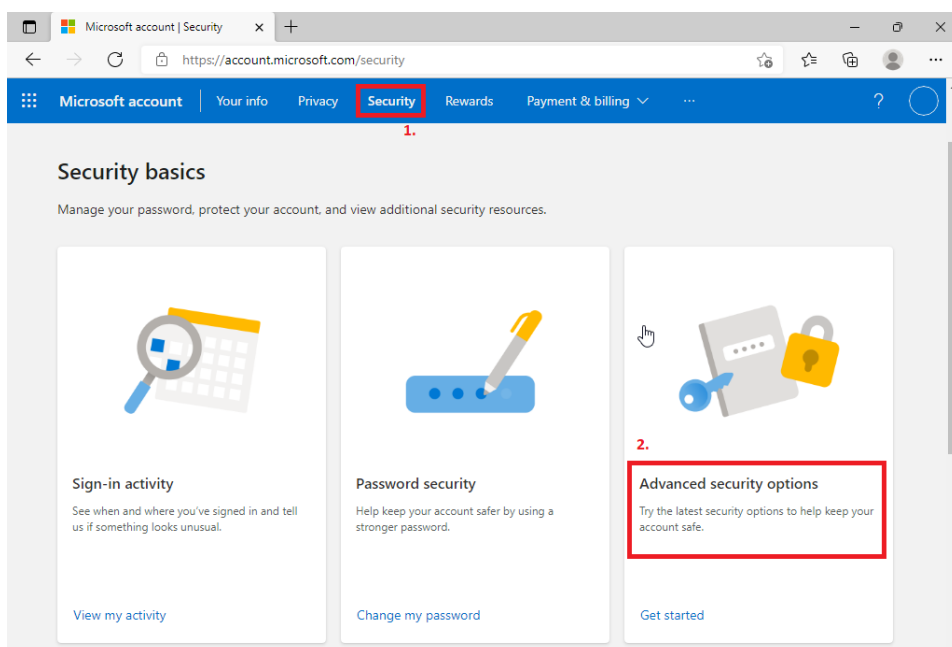 Microsoft account | Security
https://account.microsoft.com/security
Microsoft account Your info Privacy Security Rewards Payment & billing ... ?
1.
Security basics
Manage your password, protect your account, and view additional security resources.
2.
Sign-in activity
See when and where you've signed in and tell
us if something looks unusual.
View my activity
Password security
Help keep your account safer by using a
stronger password.
Change my password
Advanced security options
Try the latest security options to help keep your
account safe.
Get started